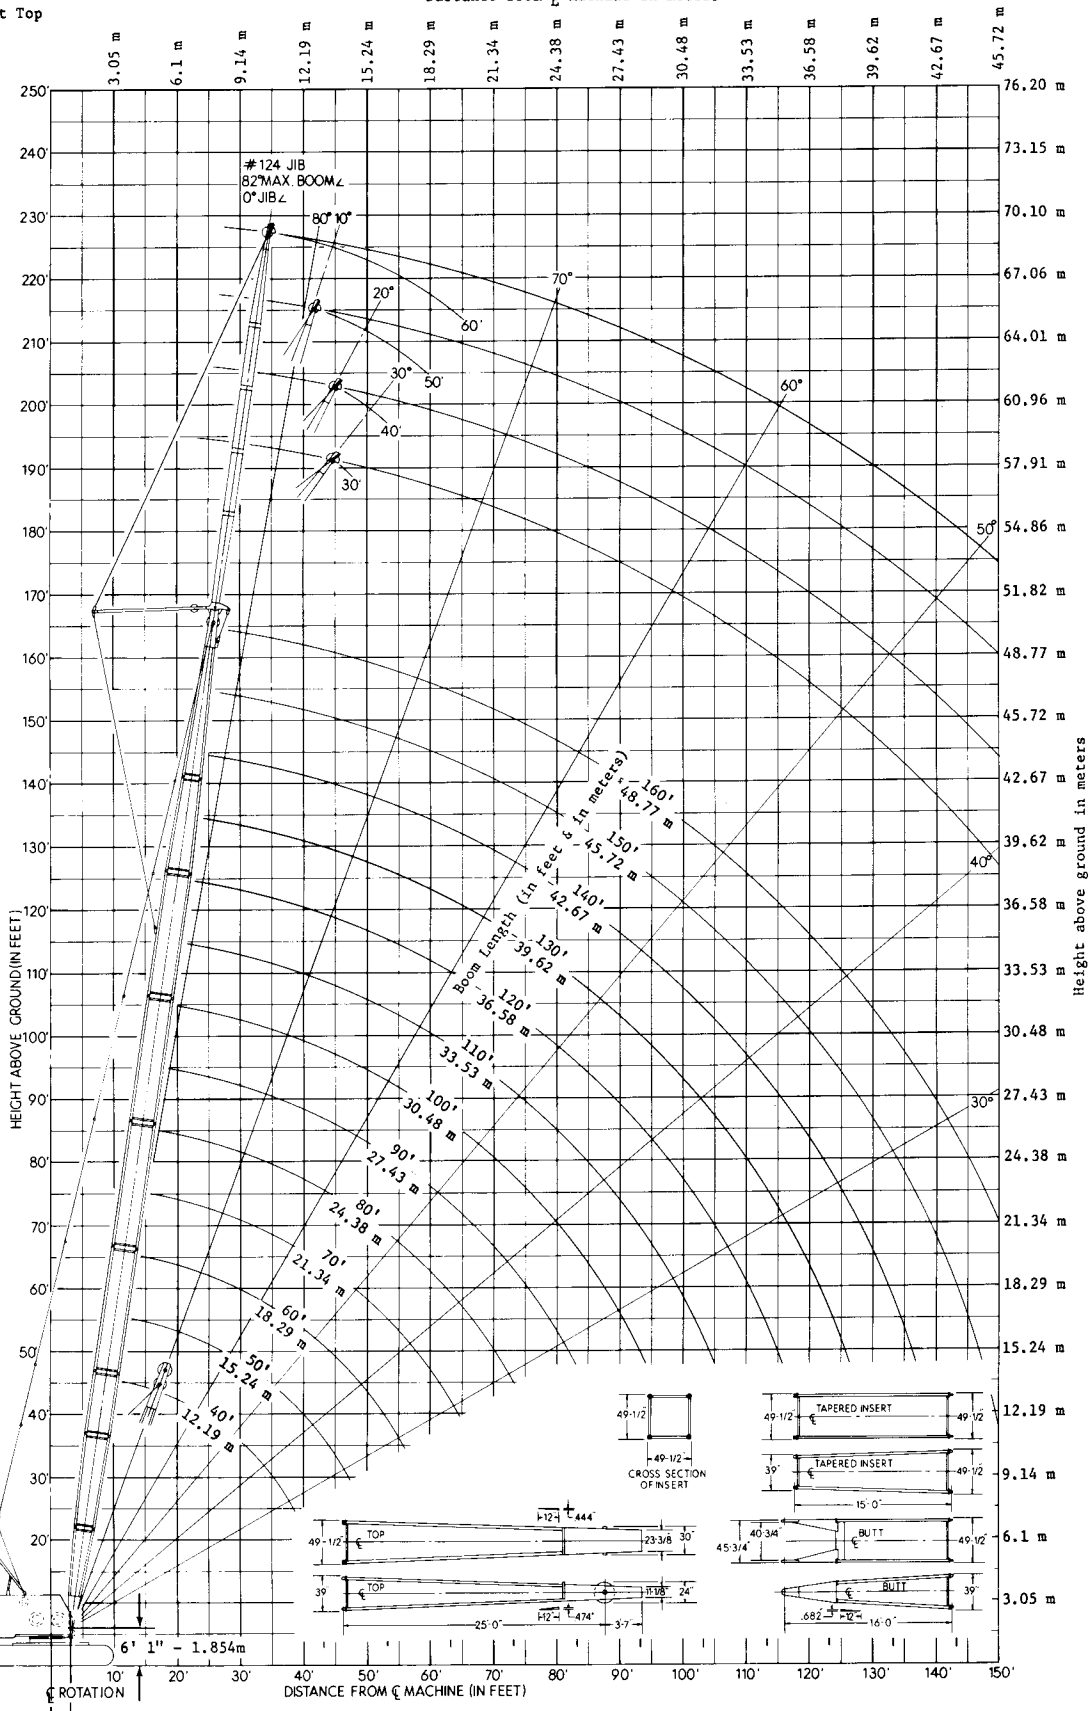 t Top
3.05 m
6.1 m
9.14 m
12.19 m
15.24 m
18.29 m
21.34 m
24.38 m
27.43 m
30.48 m
33.53 m
36.58 m
39.62 m
42.67 m
45.72 m
250' 76.20 m
240' 73.15 m
#124 JIB
82° MAX. BOOM∠
0° JIB∠
230' 70.10 m
80° 10°
220' 67.06 m
70°
20°
60'
210' 64.01 m
30° 50' 60°
200' 60.96 m
40'
190' 57.91 m
30'
180' 50° 54.86 m
170' 51.82 m
160' 48.77 m
150' 45.72 m
140' 42.67 m
130' 39.62 m
40°
120' 36.58 m
110' 33.53 m
100' 30.48 m
90' 27.43 m
30°
80' 24.38 m
70' 21.34 m
60' 18.29 m
50' 15.24 m
40' 12.19 m
30' 9.14 m
20' 6.1 m
3.05 m
HEIGHT ABOVE GROUND (IN FEET)
Height above ground in meters
Boom Length (in feet & in meters)
160'
48.77 m
150'
45.72 m
140'
42.67 m
130'
39.62 m
120'
36.58 m
110'
33.53 m
100'
30.48 m
90'
27.43 m
80'
24.38 m
70'
21.34 m
60'
18.29 m
50'
15.24 m
40'
12.19 m
49-1/2"
49-1/2"
CROSS SECTION
OF INSERT
49-1/2" ℄ TAPERED INSERT 49-1/2"
39" ℄ TAPERED INSERT 49-1/2"
15'-0"
49-1/2" ℄ TOP 12" .444" 23-3/8 30"
39" ℄ TOP 11-1/8" 24"
12" .474"
25'-0" 3'-7"
45-3/4" 40-3/4" ℄ BUTT 49-1/2"
℄ BUTT 39"
.682" 12" 16'-0"
6' 1" - 1.854m
10' 20' 30' 40' 50' 60' 70' 80' 90' 100' 110' 120' 130' 140' 150'
℄ ROTATION
DISTANCE FROM ℄ MACHINE (IN FEET)